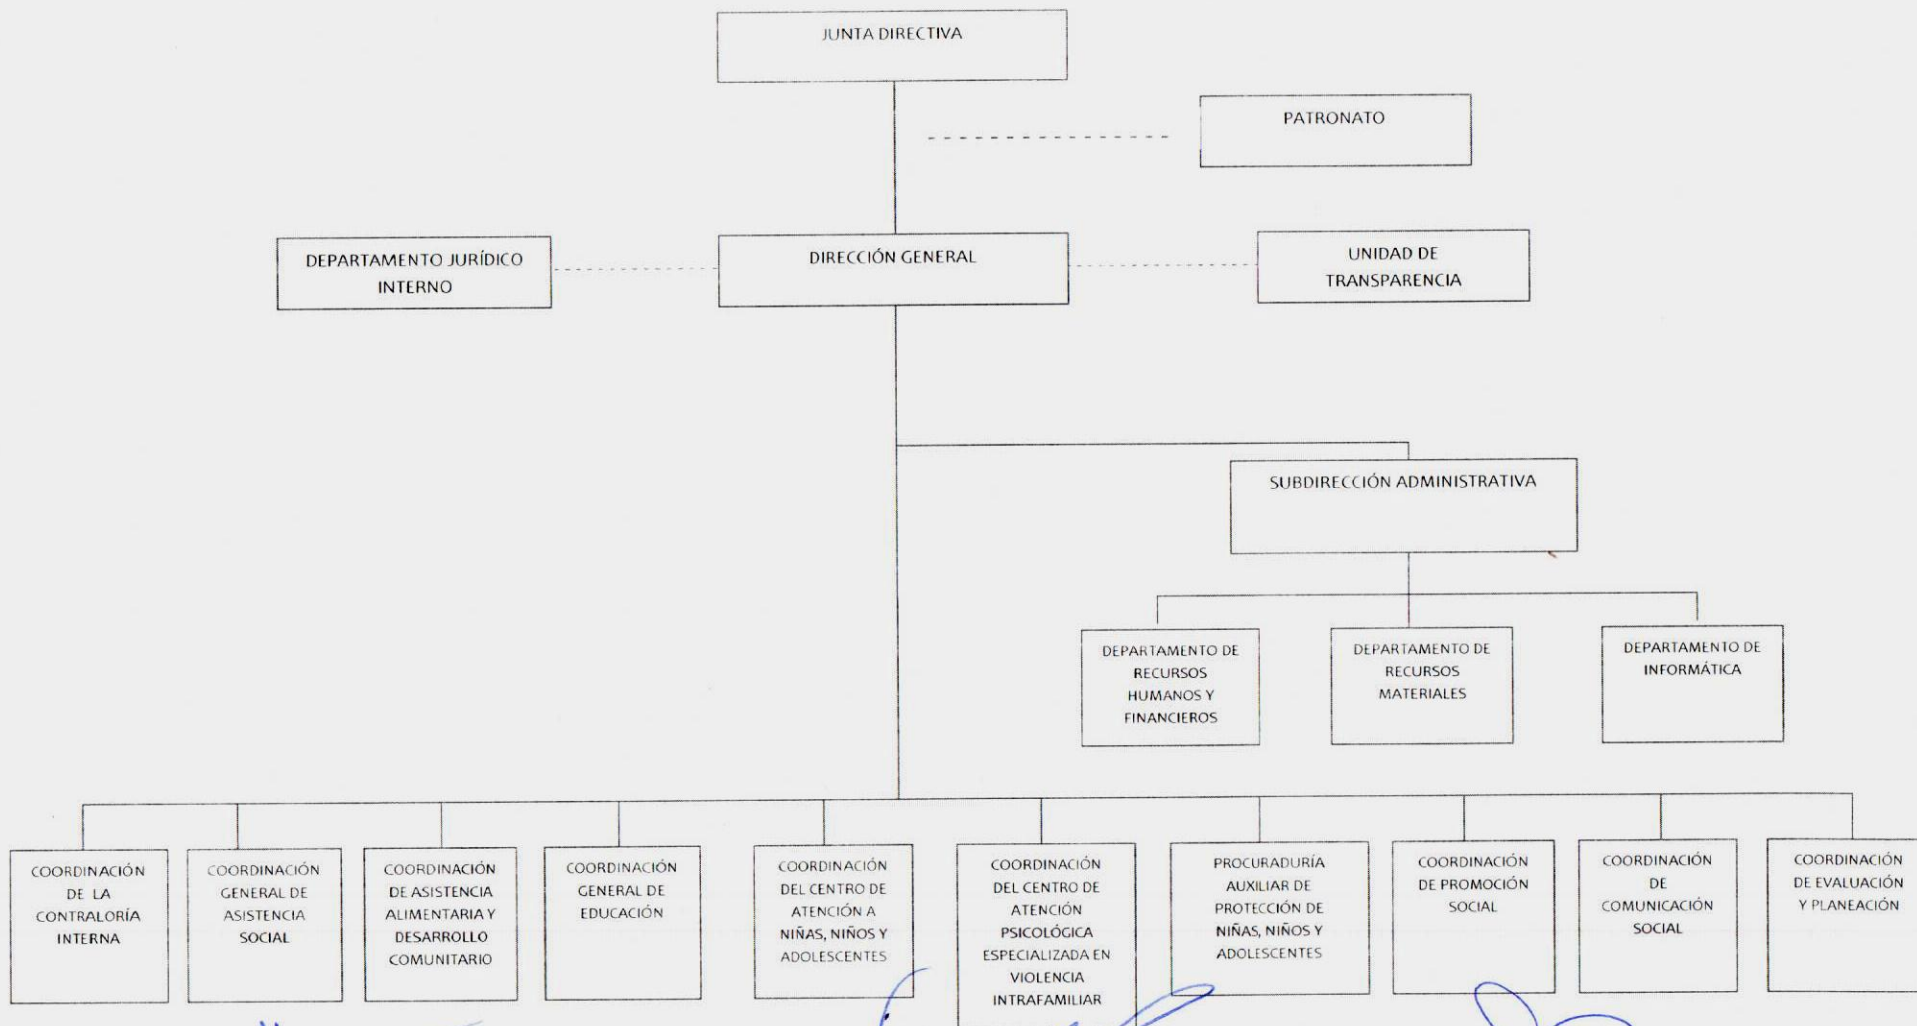 JUNTA DIRECTIVA
PATRONATO
DEPARTAMENTO JURÍDICO
INTERNO
DIRECCIÓN GENERAL
UNIDAD DE
TRANSPARENCIA
SUBDIRECCIÓN ADMINISTRATIVA
DEPARTAMENTO DE
RECURSOS
HUMANOS Y
FINANCIEROS
DEPARTAMENTO DE
RECURSOS
MATERIALES
DEPARTAMENTO DE
INFORMÁTICA
COORDINACIÓN
DE LA
CONTRALORÍA
INTERNA
COORDINACIÓN
GENERAL DE
ASISTENCIA
SOCIAL
COORDINACIÓN
DE ASISTENCIA
ALIMENTARIA Y
DESARROLLO
COMUNITARIO
COORDINACIÓN
GENERAL DE
EDUCACIÓN
COORDINACIÓN
DEL CENTRO DE
ATENCIÓN A
NIÑAS, NIÑOS Y
ADOLESCENTES
COORDINACIÓN
DEL CENTRO DE
ATENCIÓN
PSICOLÓGICA
ESPECIALIZADA EN
VIOLENCIA
INTRAFAMILIAR
PROCURADURÍA
AUXILIAR DE
PROTECCIÓN DE
NIÑAS, NIÑOS Y
ADOLESCENTES
COORDINACIÓN
DE PROMOCIÓN
SOCIAL
COORDINACIÓN
DE
COMUNICACIÓN
SOCIAL
COORDINACIÓN
DE EVALUACIÓN
Y PLANEACIÓN